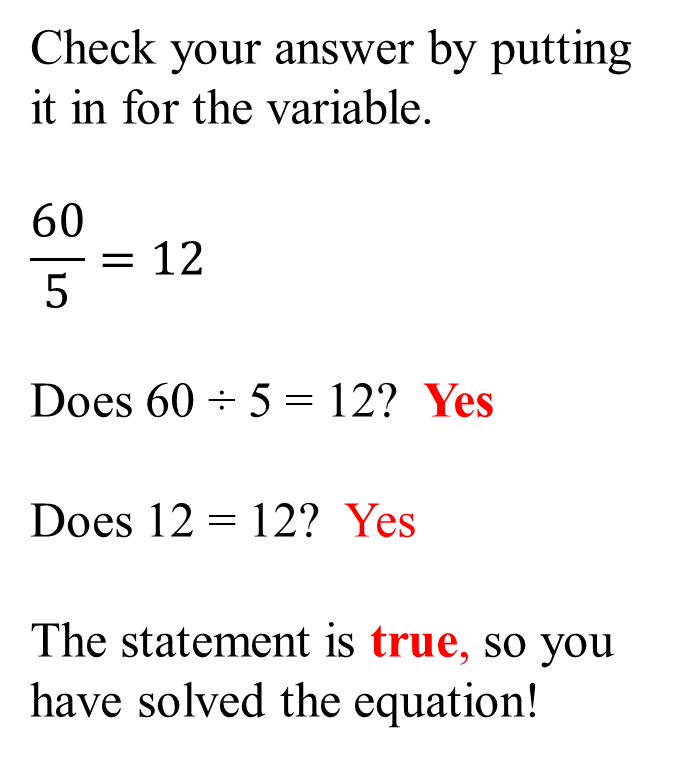 Check your answer by putting
it in for the variable.
60
5
= 12
Does 60 ÷ 5 = 12? Yes
Does 12 = 12? Yes
The statement is true, so you
have solved the equation!